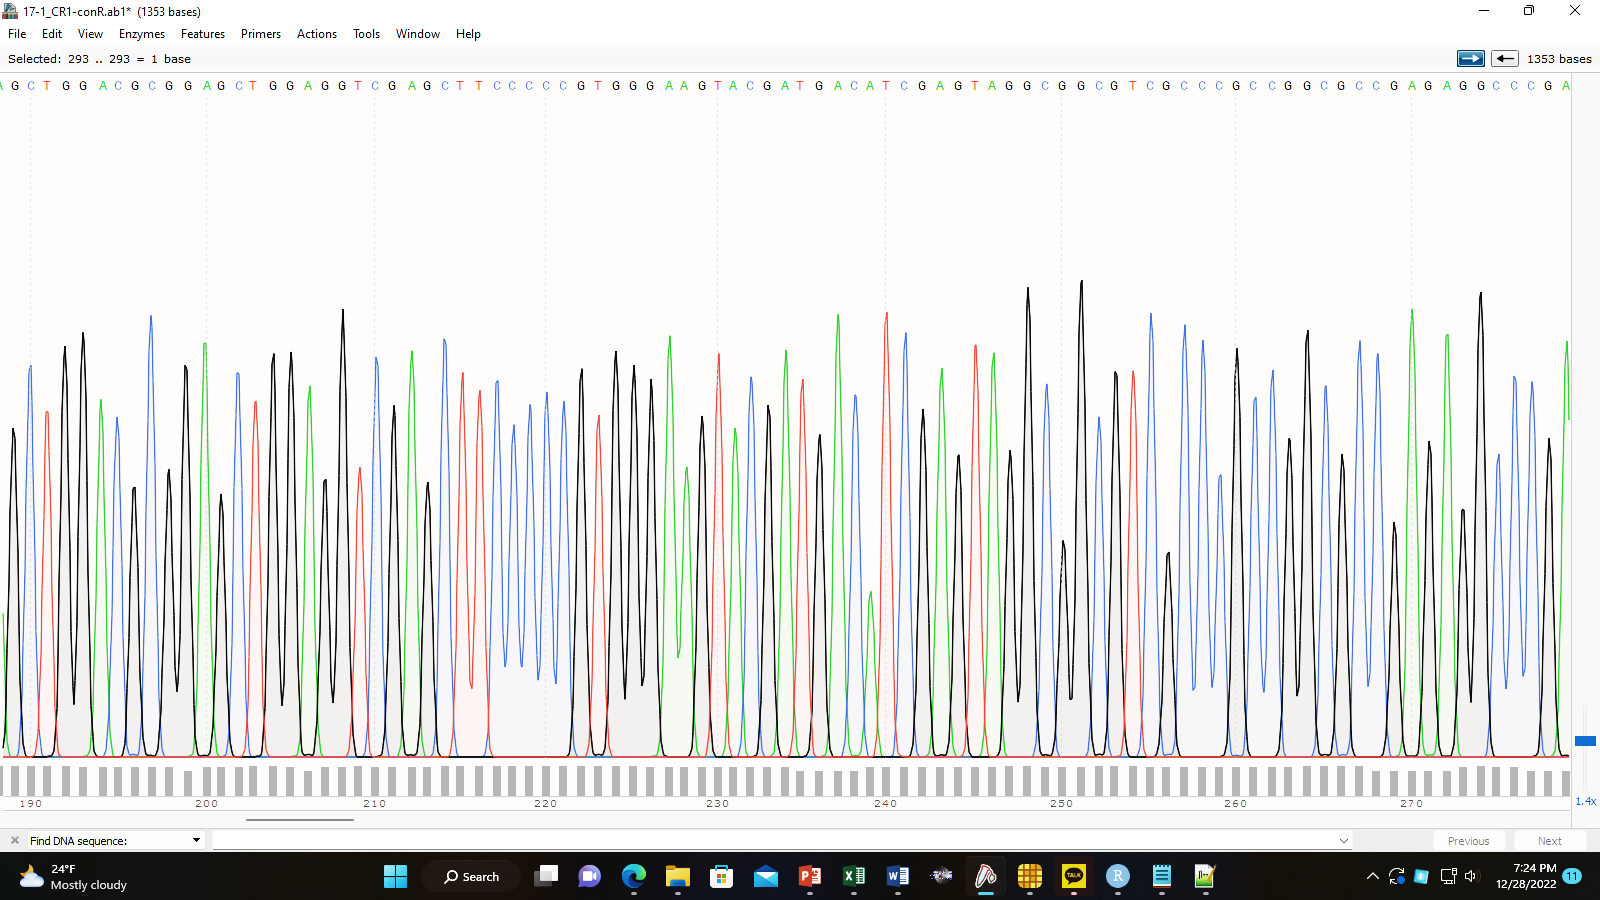 17-1_CR1-conR.ab1* (1353 bases)
File Edit View Enzymes Features Primers Actions Tools Window Help
Selected: 293 .. 293 = 1 base
1353 bases
A G C T G G A C G C G G A G C T G G A G G T C G A G C T T C C C C C G T G G G A A G T A C G A T G A C A T C G A G T A G G C G G C G T C G C C C G C C G G C G C C G A G A G G C C C G A
190 200 210 220 230 240 250 260 270
1.4x
Find DNA sequence:
Previous Next
24°F
Mostly cloudy
Search
TALK
7:24 PM
12/28/2022
11